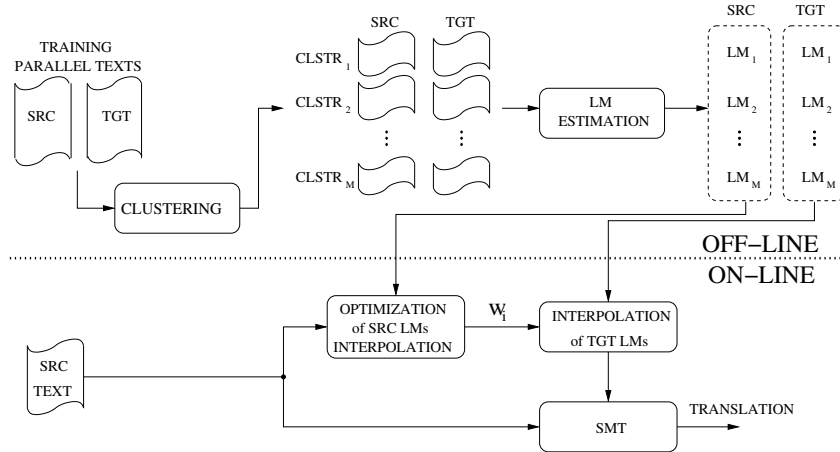 SRC TGT
SRC TGT
TRAINING
PARALLEL TEXTS
SRC TGT
CLSTR 1
CLSTR 2
CLSTR M
LM
ESTIMATION
LM 1 LM 1
LM 2 LM 2
LM M LM M
CLUSTERING
OFF-LINE
ON-LINE
OPTIMIZATION
of SRC LMs
INTERPOLATION
W i
INTERPOLATION
of TGT LMs
SRC
TEXT
SMT
TRANSLATION